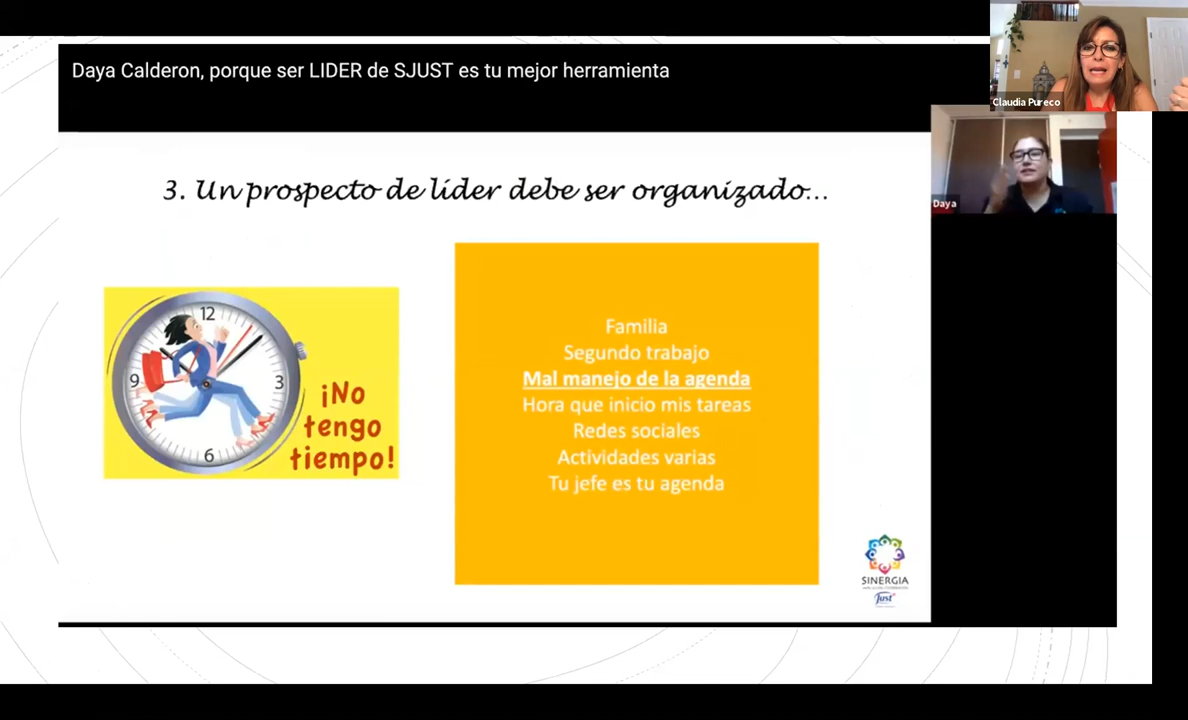 Daya Calderon, porque ser LIDER de SJUST es tu mejor herramienta
Claudia Pureco
Daya
3. Un prospecto de líder debe ser organizado...
12
3
6
9
¡No
tengo
tiempo!
Familia
Segundo trabajo
Mal manejo de la agenda
Hora que inicio mis tareas
Redes sociales
Actividades varias
Tu jefe es tu agenda
SINERGIA
Just